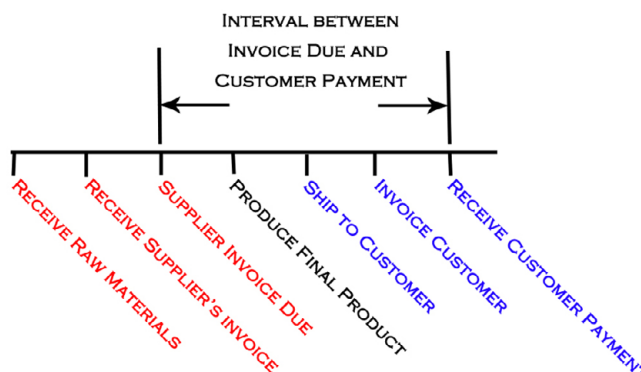 Interval between
Invoice Due and
Customer Payment
Receive Raw Materials
Receive Supplier's invoice
Supplier Invoice Due
Produce Final Product
Ship to Customer
Invoice Customer
Receive Customer Payment